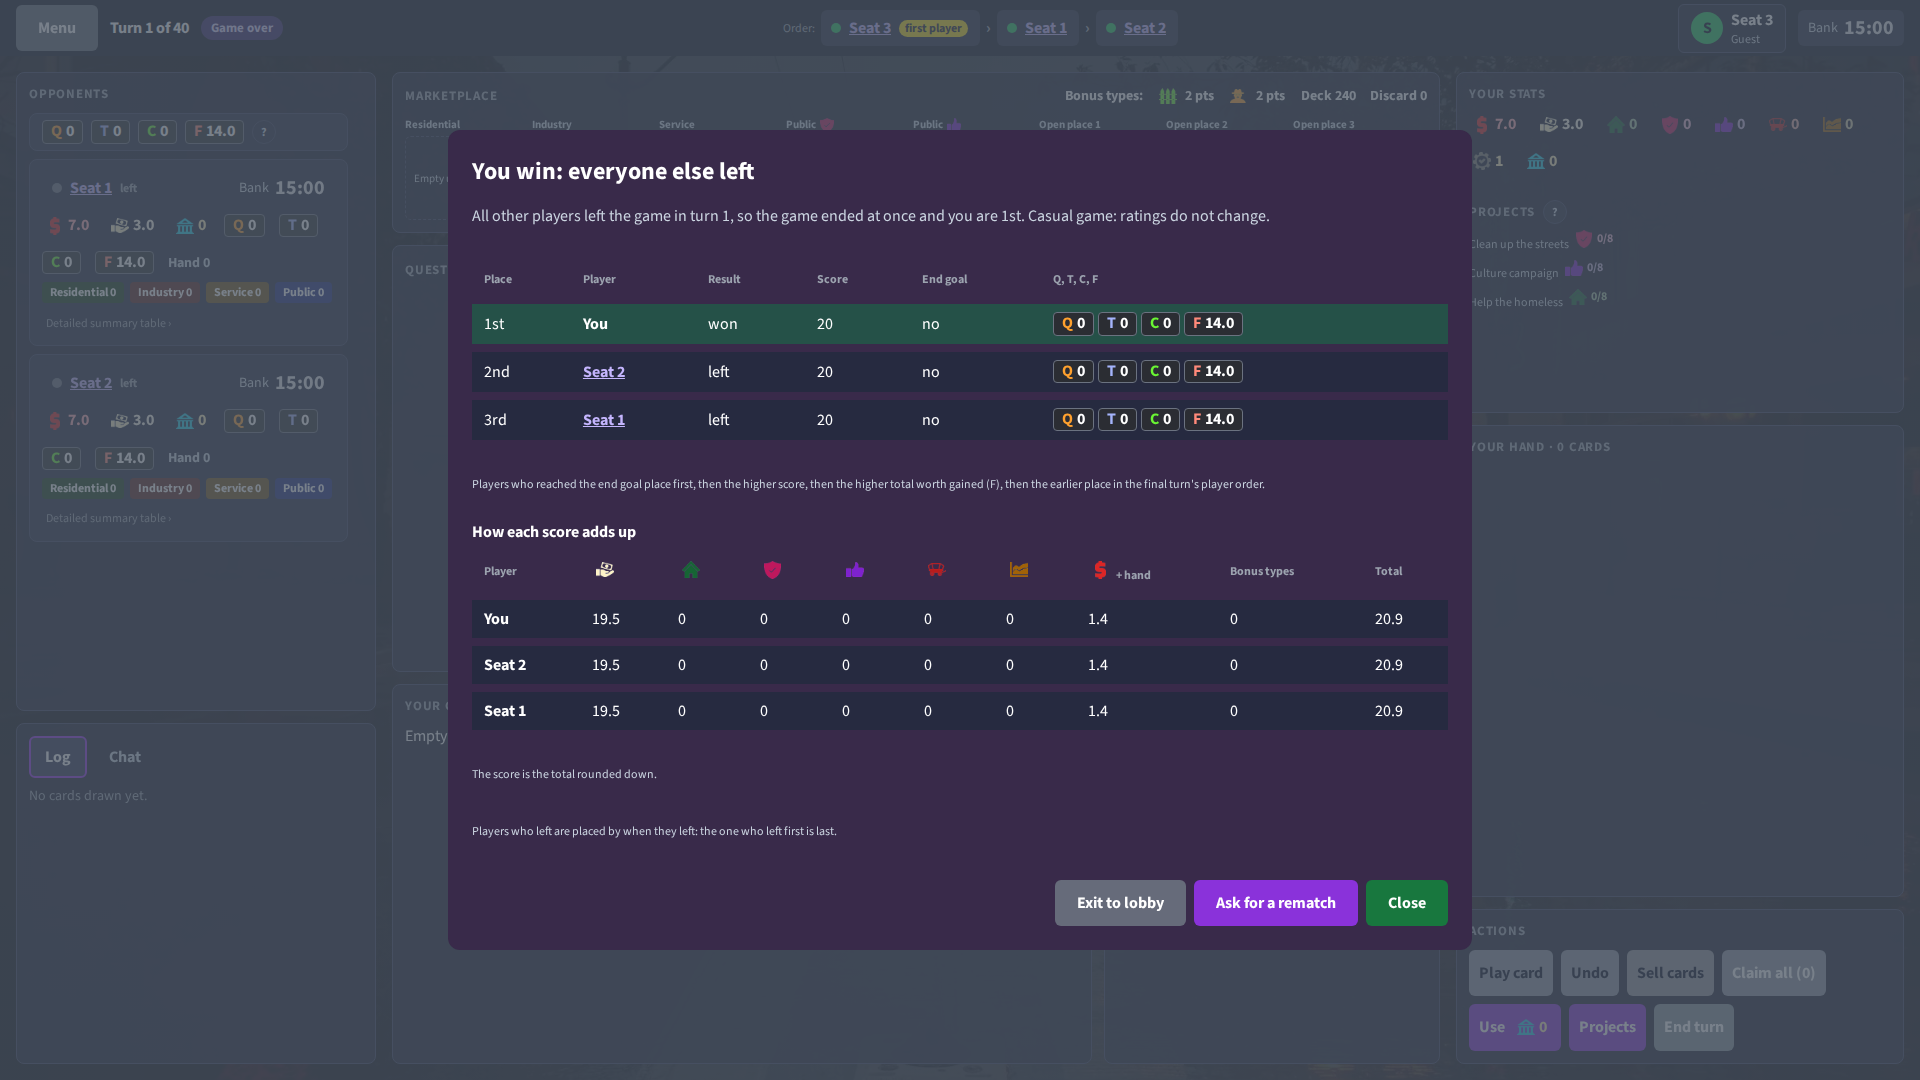 Menu
Turn 1 of 40
Game over
Order:
Seat 3 first player › Seat 1 › Seat 2
S
Seat 3
Guest
Bank 15:00
OPPONENTS
Q 0 T 0 C 0 F 14.0 ?
Seat 1 left Bank 15:00
7.0 3.0 0 Q 0 T 0
C 0 F 14.0 Hand 0
Residential 0 Industry 0 Service 0 Public 0
Detailed summary table ›
Seat 2 left Bank 15:00
7.0 3.0 0 Q 0 T 0
C 0 F 14.0 Hand 0
Residential 0 Industry 0 Service 0 Public 0
Detailed summary table ›
Log Chat
No cards drawn yet.
MARKETPLACE
Bonus types: 2 pts 2 pts Deck 240 Discard 0
Residential Industry Service Public Public Open place 1 Open place 2 Open place 3
Empty
QUEST
YOUR
Empty
You win: everyone else left
All other players left the game in turn 1, so the game ended at once and you are 1st. Casual game: ratings do not change.
Place Player Result Score End goal Q, T, C, F
1st You won 20 no Q 0 T 0 C 0 F 14.0
2nd Seat 2 left 20 no Q 0 T 0 C 0 F 14.0
3rd Seat 1 left 20 no Q 0 T 0 C 0 F 14.0
Players who reached the end goal place first, then the higher score, then the higher total worth gained (F), then the earlier place in the final turn's player order.
How each score adds up
Player + hand Bonus types Total
You 19.5 0 0 0 0 0 1.4 0 20.9
Seat 2 19.5 0 0 0 0 0 1.4 0 20.9
Seat 1 19.5 0 0 0 0 0 1.4 0 20.9
The score is the total rounded down.
Players who left are placed by when they left: the one who left first is last.
Exit to lobby Ask for a rematch Close
YOUR STATS
7.0 3.0 0 0 0 0 0
1 0
PROJECTS ?
Clean up the streets 0/8
Culture campaign 0/8
Help the homeless 0/8
YOUR HAND · 0 CARDS
ACTIONS
Play card Undo Sell cards Claim all (0)
Use 0 Projects End turn